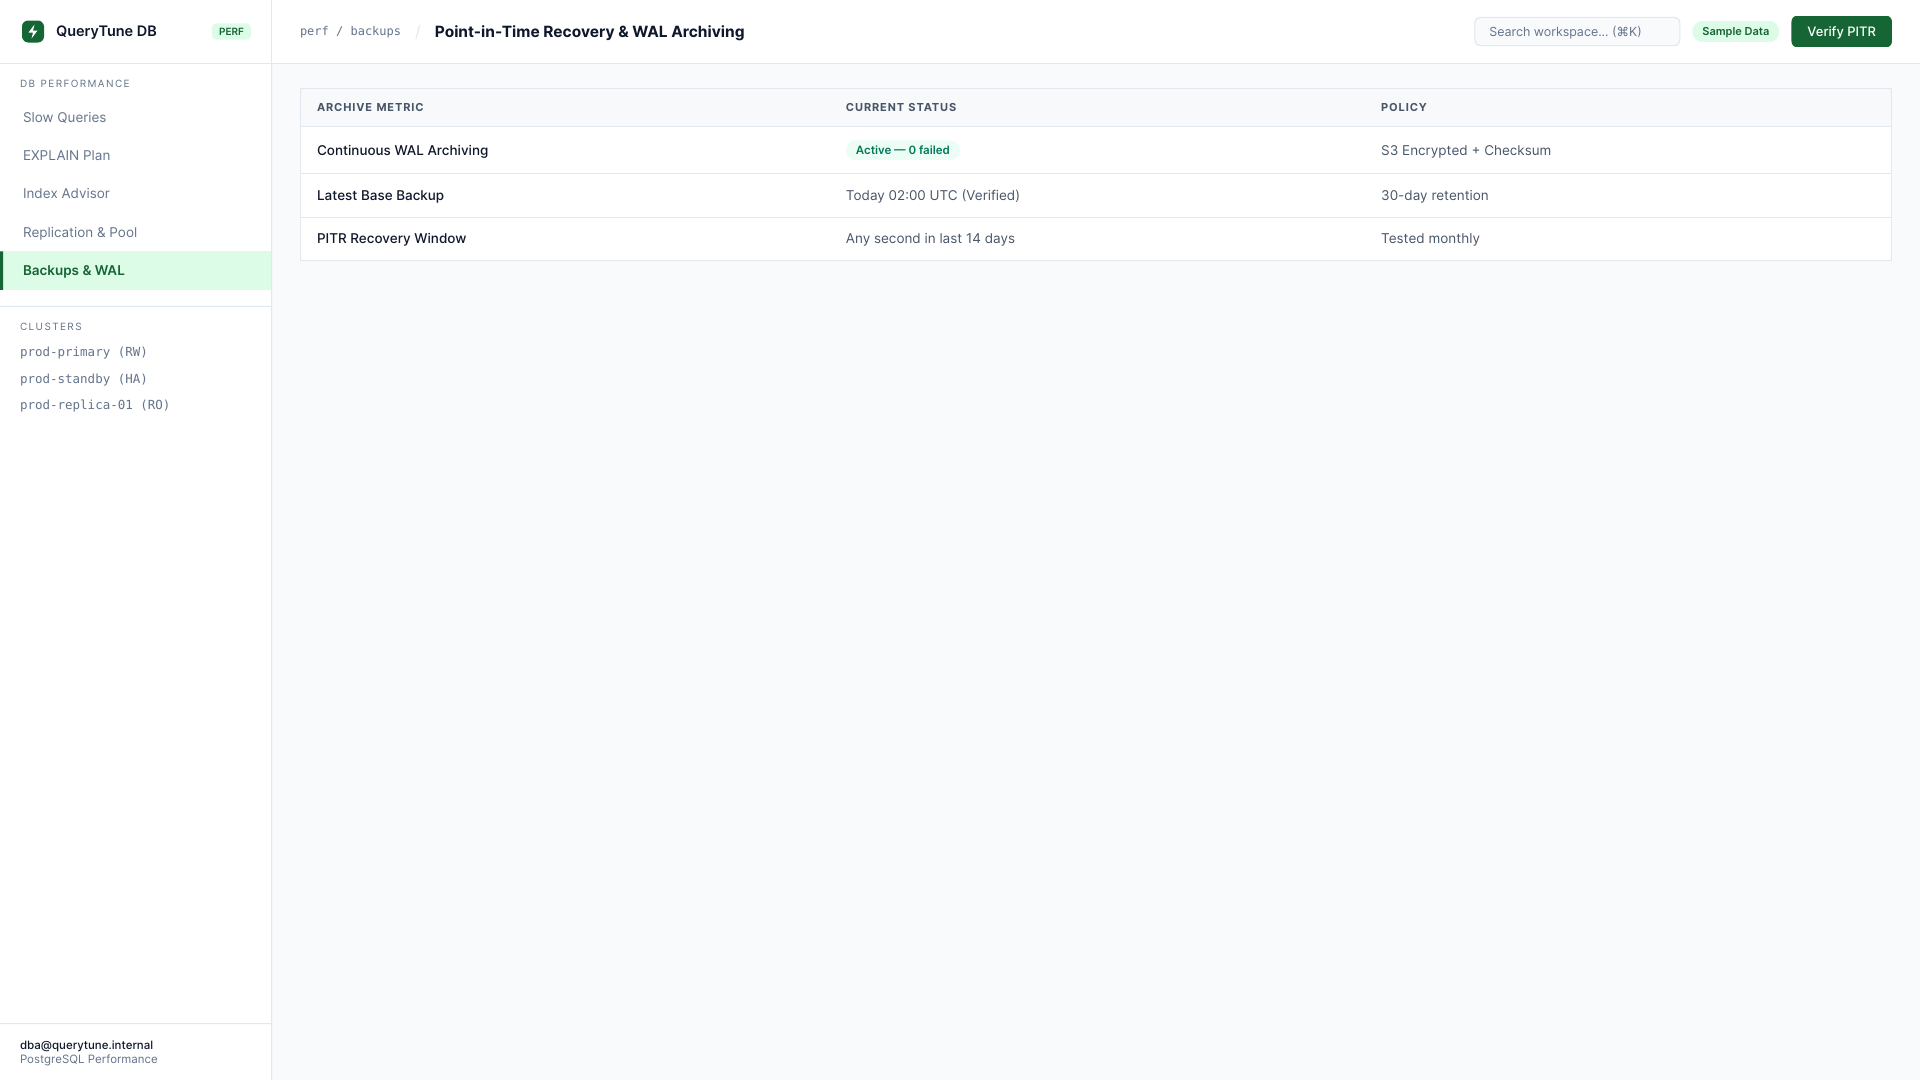 QueryTune DB PERF
DB PERFORMANCE
Slow Queries
EXPLAIN Plan
Index Advisor
Replication & Pool
Backups & WAL
CLUSTERS
prod-primary (RW)
prod-standby (HA)
prod-replica-01 (RO)
dba@querytune.internal
PostgreSQL Performance
perf / backups / Point-in-Time Recovery & WAL Archiving
Search workspace... (⌘K) Sample Data Verify PITR
ARCHIVE METRIC CURRENT STATUS POLICY
Continuous WAL Archiving Active — 0 failed S3 Encrypted + Checksum
Latest Base Backup Today 02:00 UTC (Verified) 30-day retention
PITR Recovery Window Any second in last 14 days Tested monthly